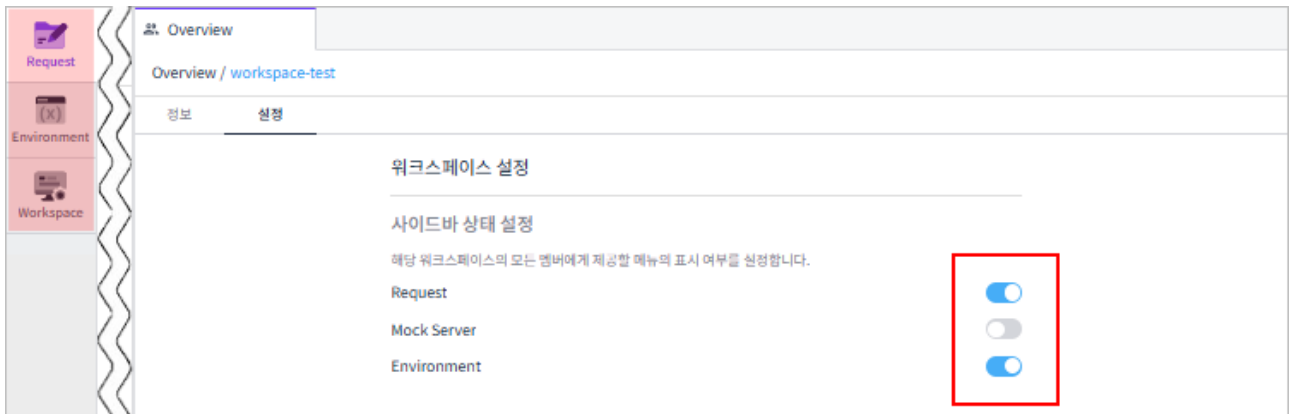 Request
Environment
Workspace
Overview
Overview / workspace-test
정보 설정
워크스페이스 설정
사이드바 상태 설정
해당 워크스페이스의 모든 멤버에게 제공할 메뉴의 표시 여부를 설정합니다.
Request
Mock Server
Environment